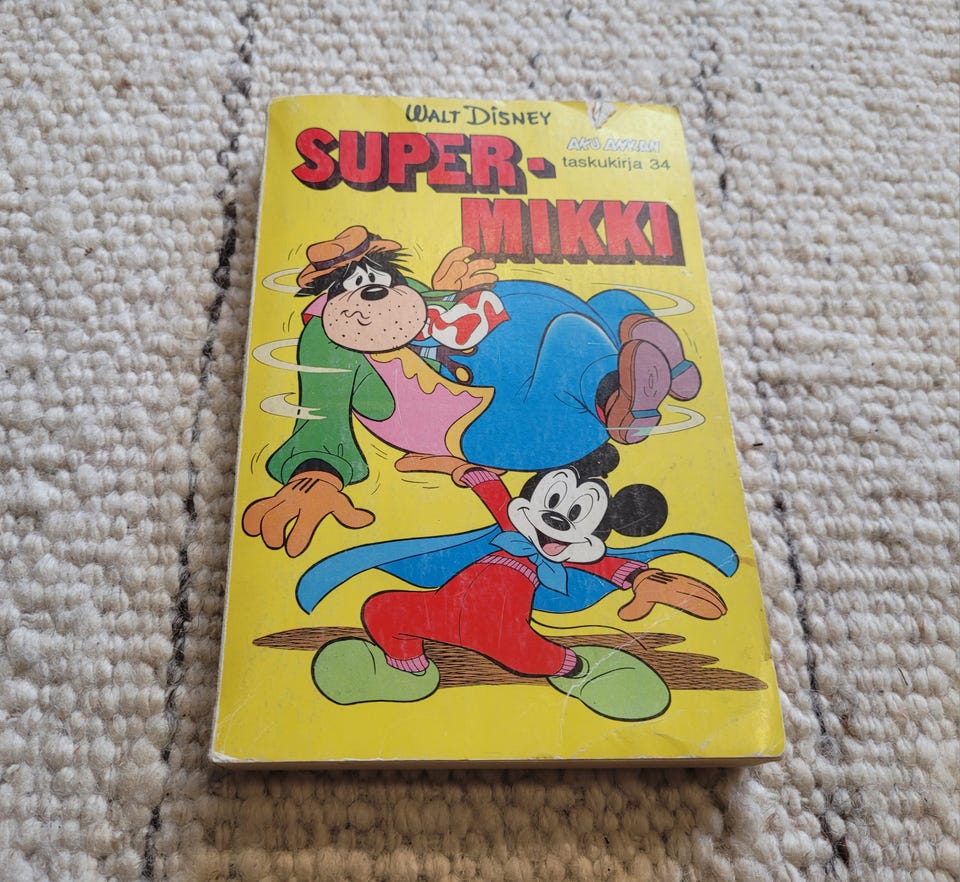 WALT DISNEY
SUPER-
MIKKI
AKU ANKAN
taskukirja 34